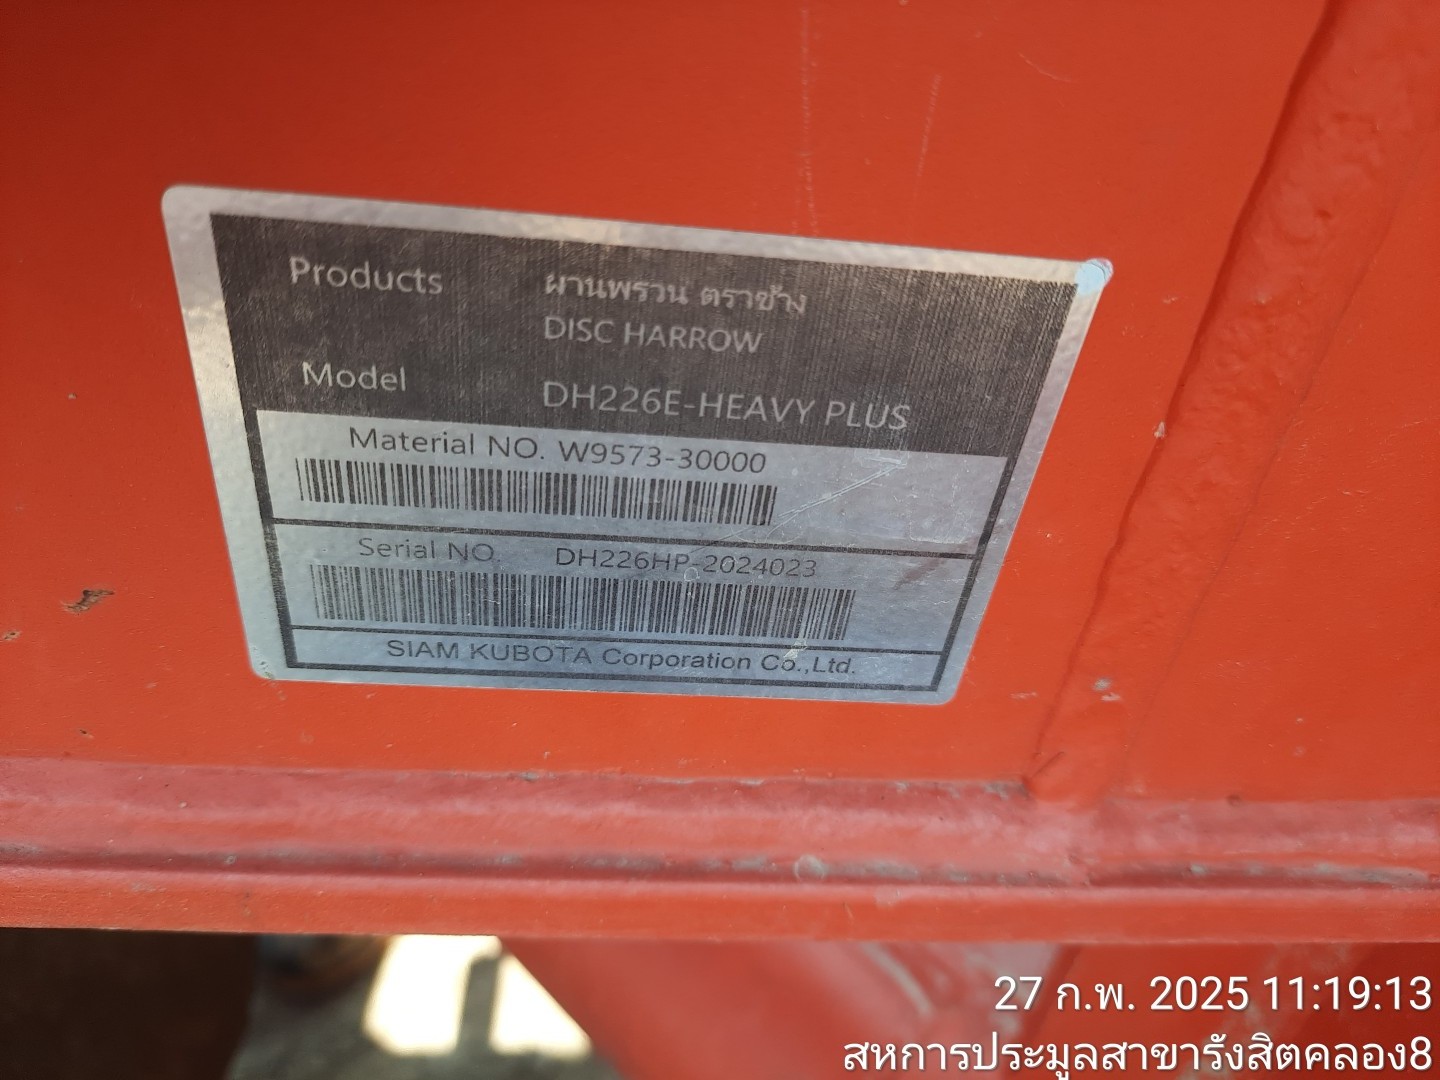 Products ผานพรวน ตราช้าง
DISC HARROW
Model DH226E-HEAVY PLUS
Material NO. W9573-30000
Serial NO. DH226HP-2024023
SIAM KUBOTA Corporation Co.,Ltd.
27 ก.พ. 2025 11:19:13
สหการประมูลสาขารังสิตคลอง8